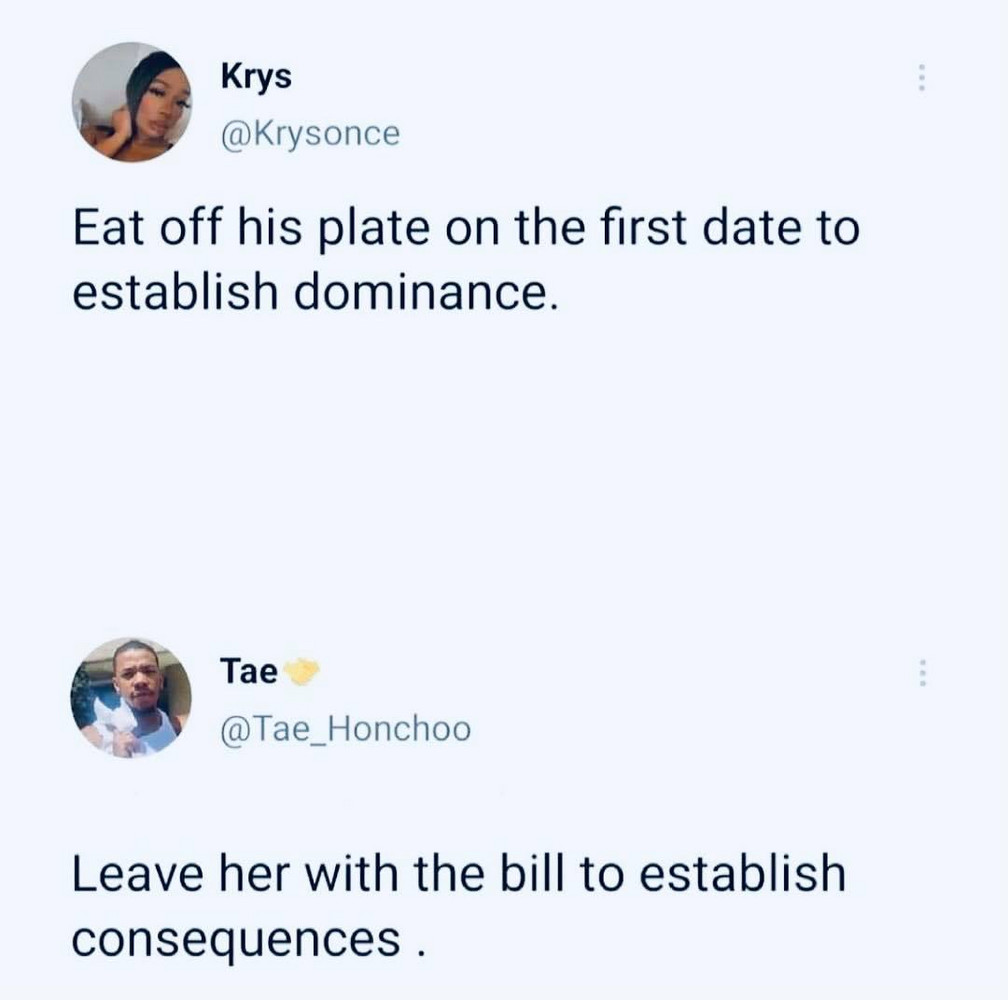 Krys
@Krysonce
Eat off his plate on the first date to
establish dominance.
Tae🤝
@Tae_Honchoo
Leave her with the bill to establish
consequences .